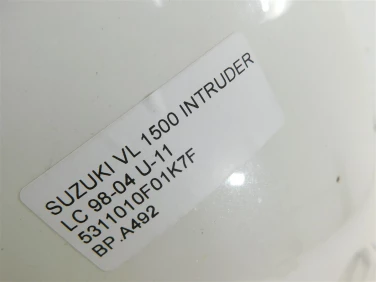 SUZUKI VL 1500 INTRUDER
LC 98-04 U-11
5311010F01K7F
BP.A492